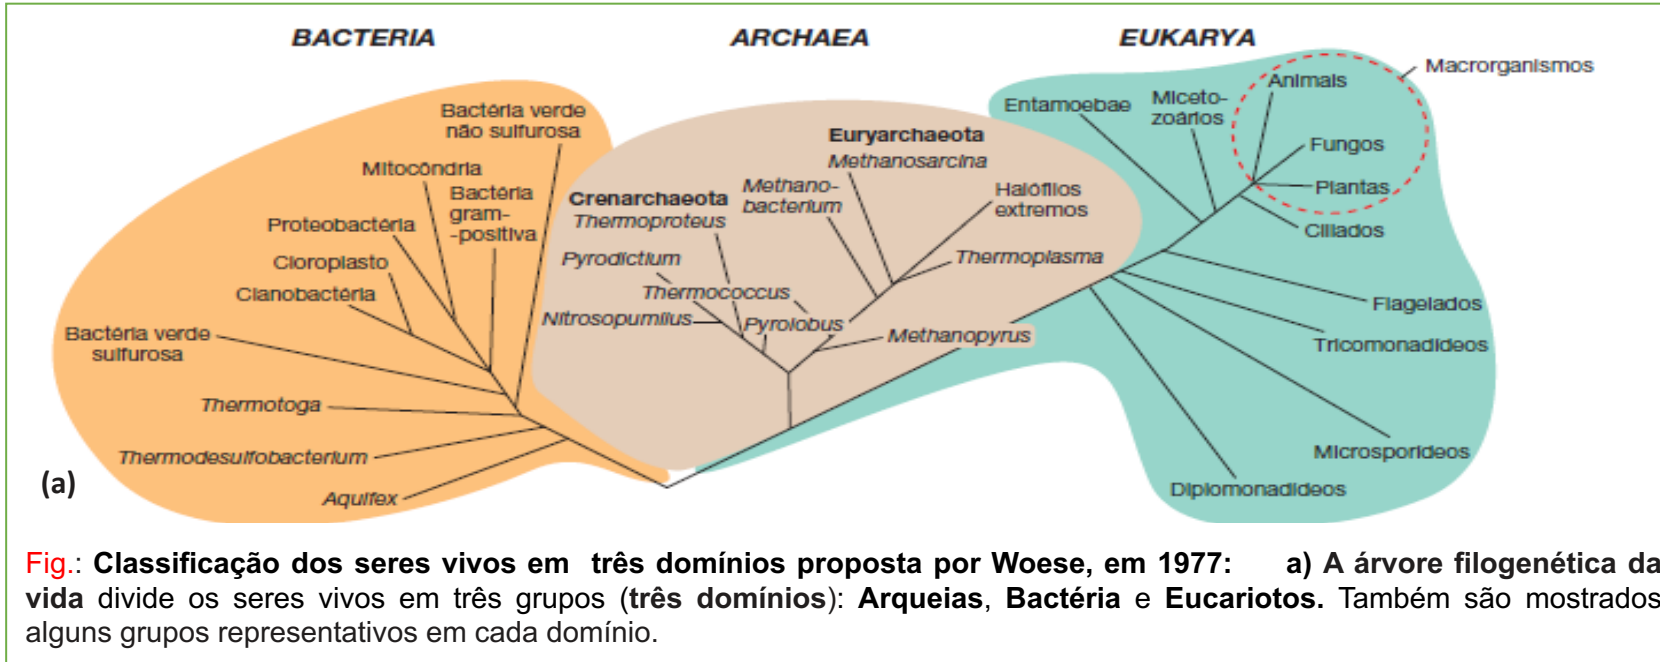 BACTERIA
ARCHAEA
EUKARYA
Bactéria verde
não sulfurosa
Mitocôndria
Bactéria
gram-
-positiva
Proteobactéria
Cloroplasto
Cianobactéria
Bactéria verde
sulfurosa
Thermotoga
Thermodesulfobacterium
Aquifex
(a)
Euryarchaeota
Methanosarcina
Crenarchaeota
Thermoproteus
Methano-
bacterium
Halófilos
extremos
Pyrodictium
Thermoplasma
Thermococcus
Nitrosopumilus
Pyrolobus
Methanopyrus
Entamoebae
Miceto-
zoários
Animais
Macrorganismos
Fungos
Plantas
Ciliados
Flagelados
Tricomonadídeos
Microsporídeos
Diplomonadídeos
Fig.: Classificação dos seres vivos em três domínios proposta por Woese, em 1977: a) A árvore filogenética da
vida divide os seres vivos em três grupos (três domínios): Arqueias, Bactéria e Eucariotos. Também são mostrados
alguns grupos representativos em cada domínio.